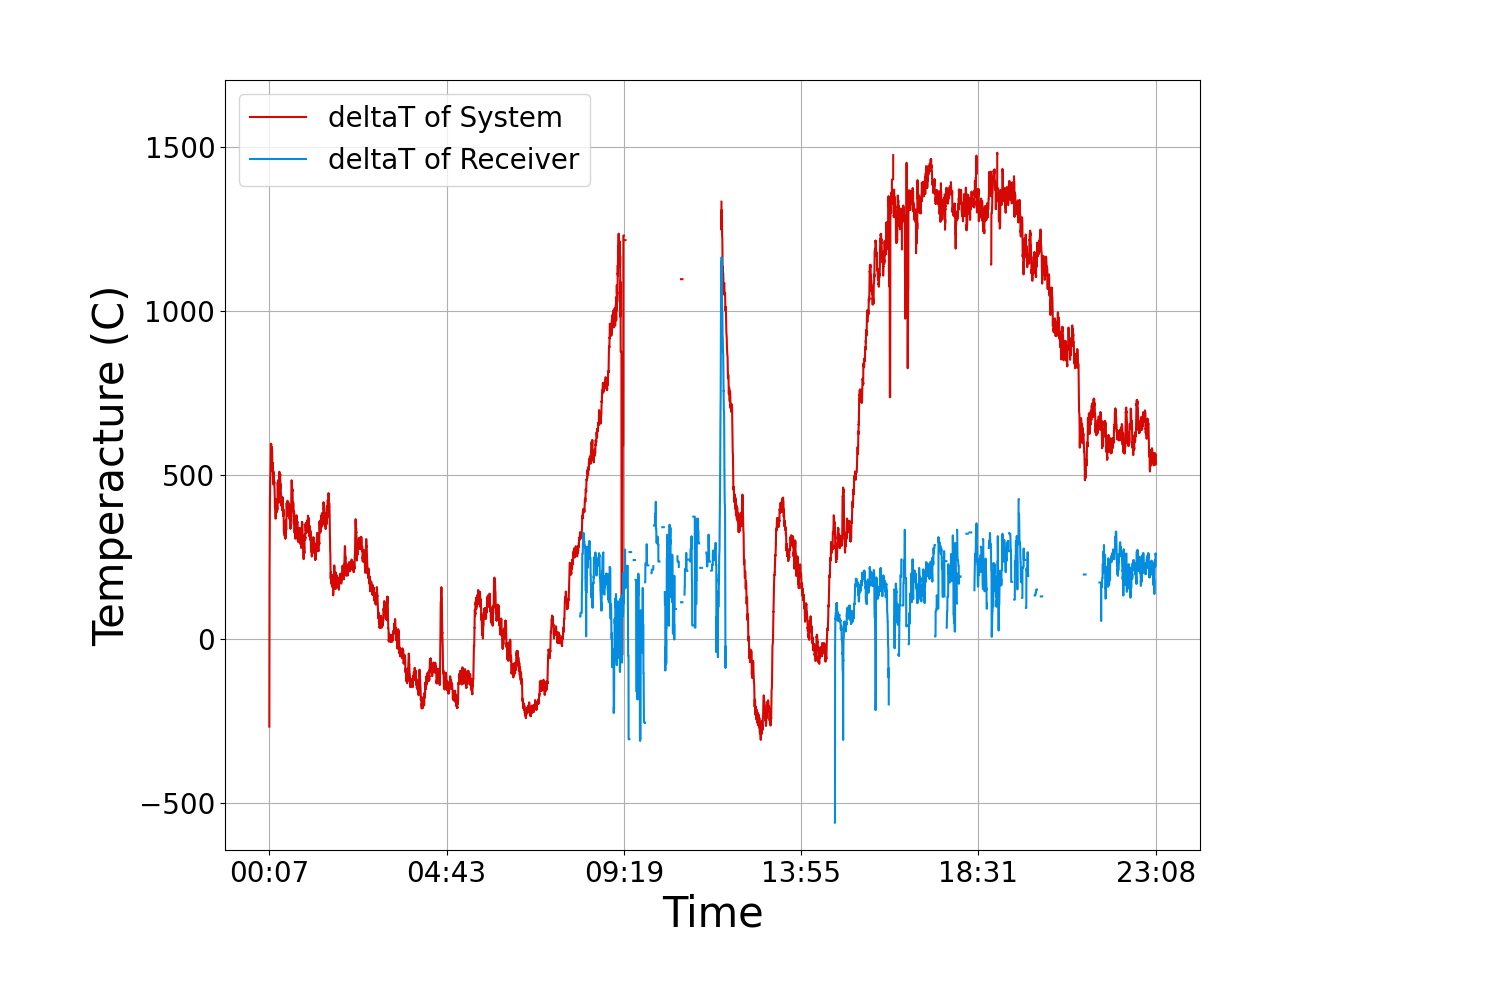 deltaT of System
deltaT of Receiver
1500
1000
500
0
−500
Temperacture (C)
00:07 04:43 09:19 13:55 18:31 23:08
Time